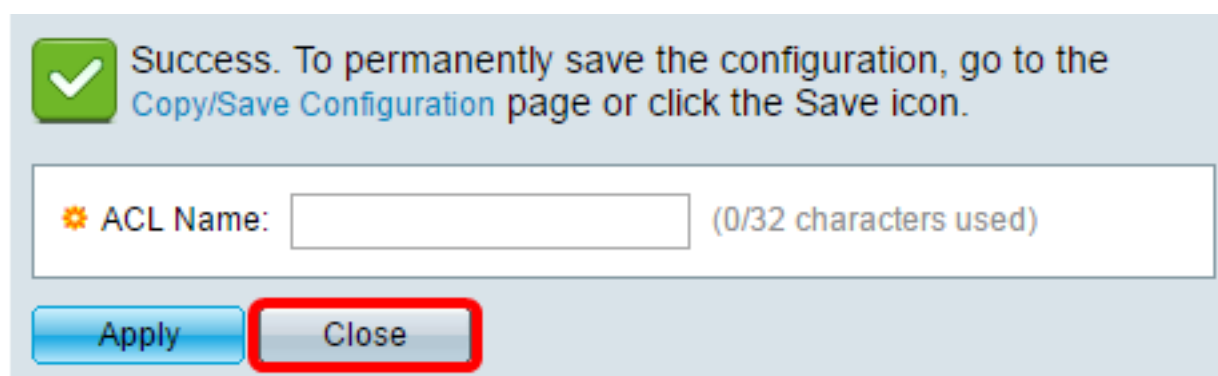 Success. To permanently save the configuration, go to the
Copy/Save Configuration page or click the Save icon.
ACL Name: (0/32 characters used)
Apply Close